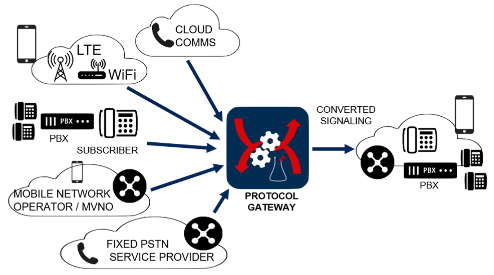 CLOUD
COMMS
LTE
WiFi
PBX
PBX
SUBSCRIBER
MOBILE NETWORK
OPERATOR / MVNO
FIXED PSTN
SERVICE PROVIDER
PROTOCOL
GATEWAY
CONVERTED
SIGNALING
PBX
PBX